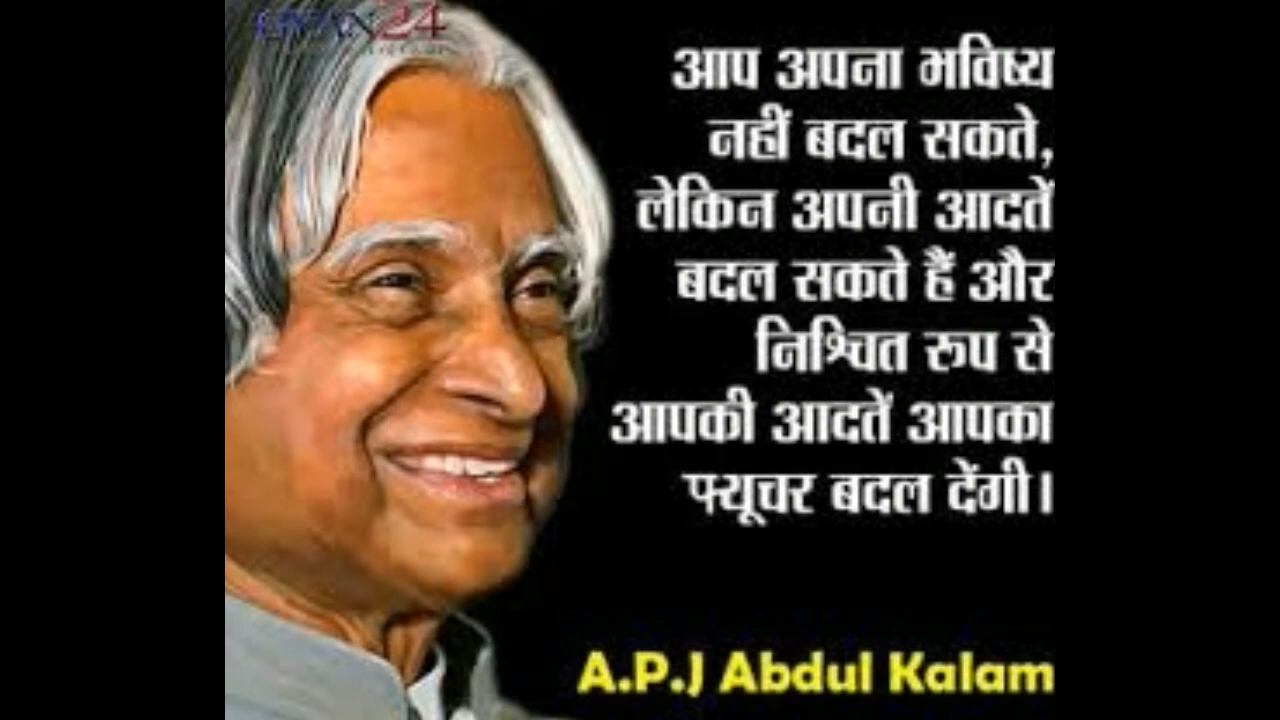 आप अपना भविष्य
नहीं बदल सकते,
लेकिन अपनी आदतें
बदल सकते हैं और
निश्चित रूप से
आपकी आदतें आपका
फ्यूचर बदल देंगी।
A.P.J Abdul Kalam